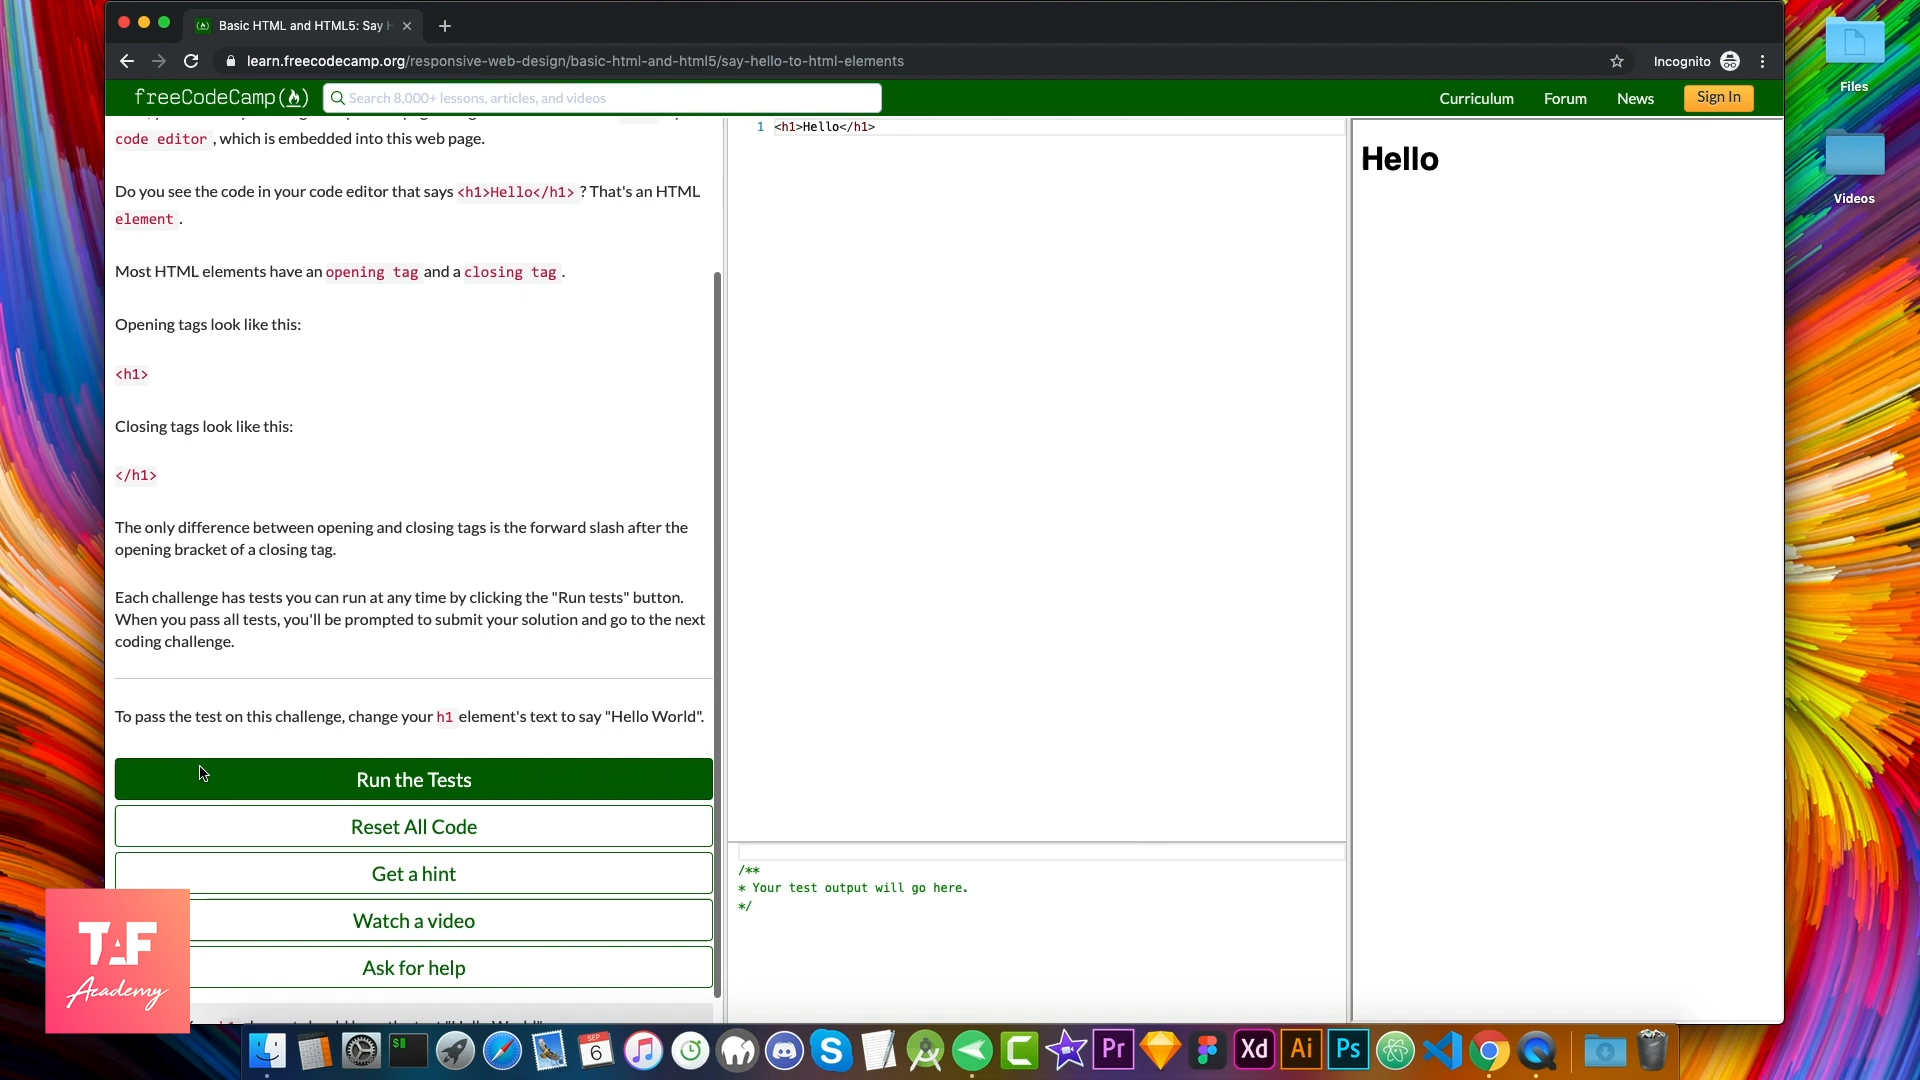 Basic HTML and HTML5: Say H
learn.freecodecamp.org/responsive-web-design/basic-html-and-html5/say-hello-to-html-elements
Incognito
freeCodeCamp
Search 8,000+ lessons, articles, and videos
Curriculum
Forum
News
Sign In
Files
Videos
code editor , which is embedded into this web page.
Do you see the code in your code editor that says <h1>Hello</h1> ? That's an HTML
element .
Most HTML elements have an opening tag and a closing tag .
Opening tags look like this:
<h1>
Closing tags look like this:
</h1>
The only difference between opening and closing tags is the forward slash after the
opening bracket of a closing tag.
Each challenge has tests you can run at any time by clicking the "Run tests" button.
When you pass all tests, you'll be prompted to submit your solution and go to the next
coding challenge.
To pass the test on this challenge, change your h1 element's text to say "Hello World".
Run the Tests
Reset All Code
Get a hint
Watch a video
Ask for help
1 <h1>Hello</h1>
/**
* Your test output will go here.
*/
Hello
TAF
Academy
$
SEP
6
S
Pr
Xd
Ai
Ps